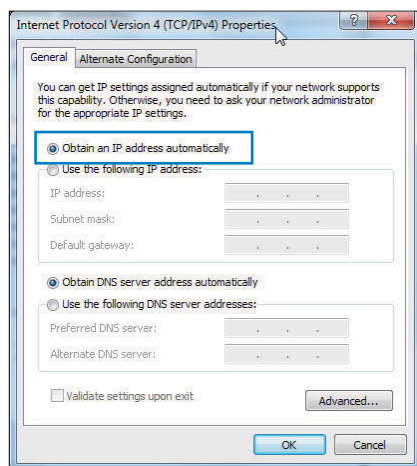 Internet Protocol Version 4 (TCP/IPv4) Properties
General
Alternate Configuration
You can get IP settings assigned automatically if your network supports
this capability. Otherwise, you need to ask your network administrator
for the appropriate IP settings.
Obtain an IP address automatically
Use the following IP address:
IP address:
Subnet mask:
Default gateway:
Obtain DNS server address automatically
Use the following DNS server addresses:
Preferred DNS server:
Alternate DNS server:
Validate settings upon exit
Advanced...
OK
Cancel